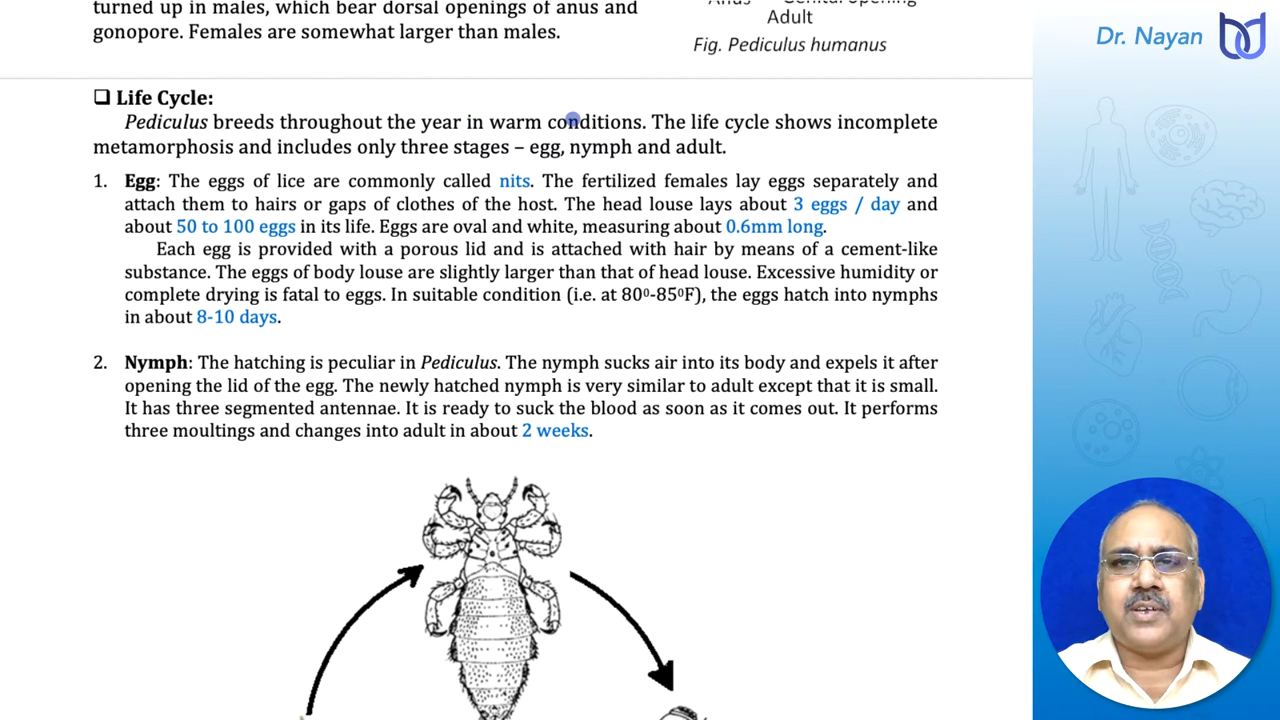 turned up in males, which bear dorsal openings of anus and
gonopore. Females are somewhat larger than males.
Anus Genital opening
Adult
Fig. Pediculus humanus
Dr. Nayan
❑ Life Cycle:
Pediculus breeds throughout the year in warm conditions. The life cycle shows incomplete
metamorphosis and includes only three stages – egg, nymph and adult.
1. Egg: The eggs of lice are commonly called nits. The fertilized females lay eggs separately and
attach them to hairs or gaps of clothes of the host. The head louse lays about 3 eggs / day and
about 50 to 100 eggs in its life. Eggs are oval and white, measuring about 0.6mm long.
Each egg is provided with a porous lid and is attached with hair by means of a cement-like
substance. The eggs of body louse are slightly larger than that of head louse. Excessive humidity or
complete drying is fatal to eggs. In suitable condition (i.e. at 80⁰-85⁰F), the eggs hatch into nymphs
in about 8-10 days.
2. Nymph: The hatching is peculiar in Pediculus. The nymph sucks air into its body and expels it after
opening the lid of the egg. The newly hatched nymph is very similar to adult except that it is small.
It has three segmented antennae. It is ready to suck the blood as soon as it comes out. It performs
three moultings and changes into adult in about 2 weeks.